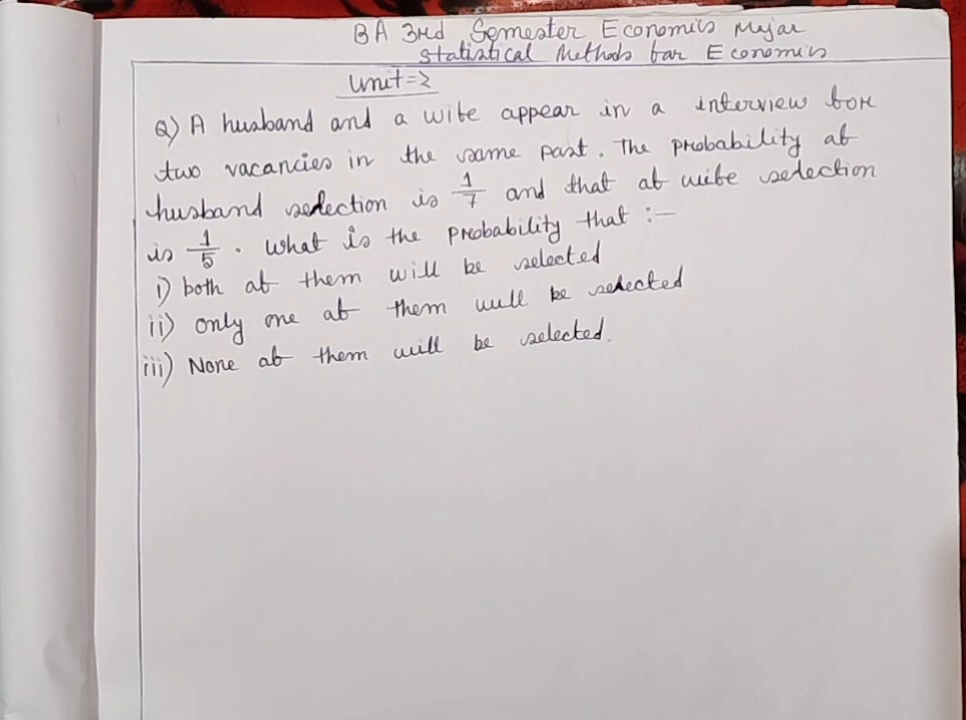 BA 3rd Semester Economics Major
Statistical Methods for Economics
Unit=2
Q) A husband and a wife appear in a interview for
two vacancies in the same post. The probability of
husband selection is 1/7 and that of wife selection
is 1/5. What is the probability that :-
i) both of them will be selected
ii) only one of them will be selected
iii) None of them will be selected.